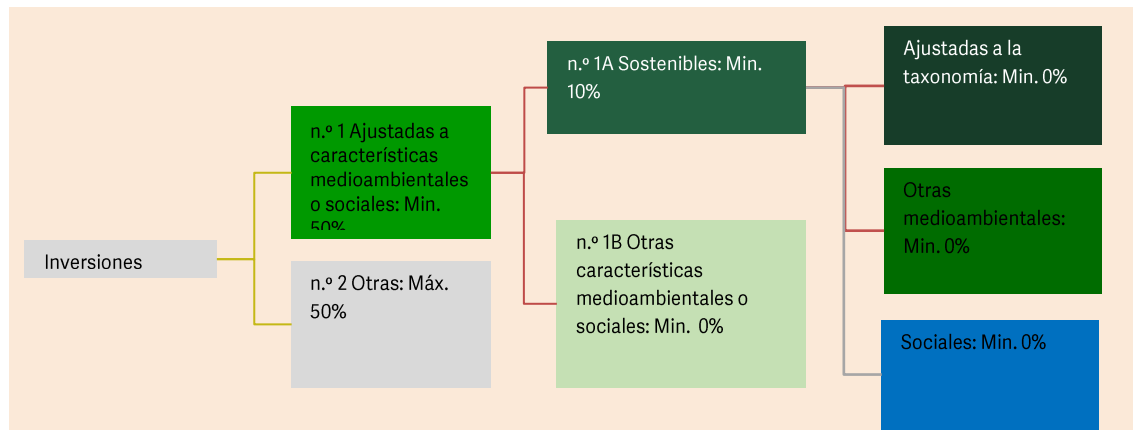 Inversiones
n.º 1 Ajustadas a
características
medioambientales
o sociales: Min.
50%
n.º 2 Otras: Máx.
50%
n.º 1A Sostenibles: Min.
10%
n.º 1B Otras
características
medioambientales o
sociales: Min. 0%
Ajustadas a la
taxonomía: Min. 0%
Otras
medioambientales:
Min. 0%
Sociales: Min. 0%